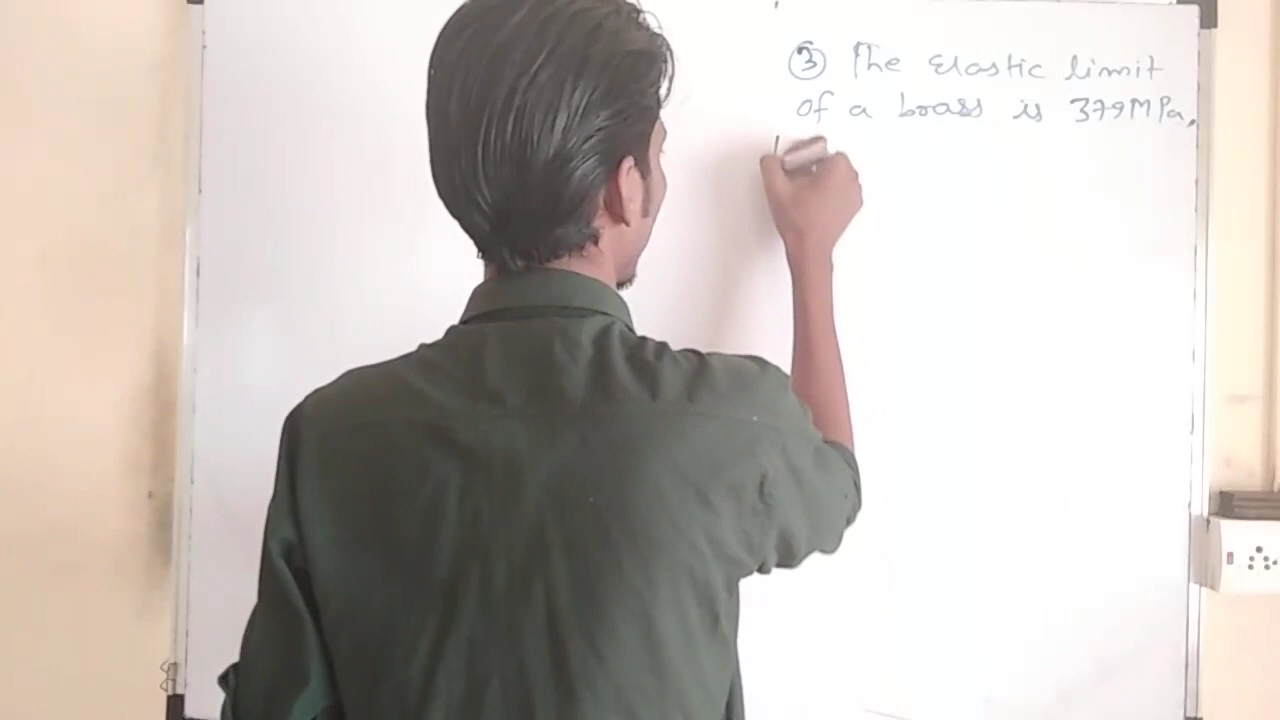 ③ The Elastic limit
of a brass is 379MPa,